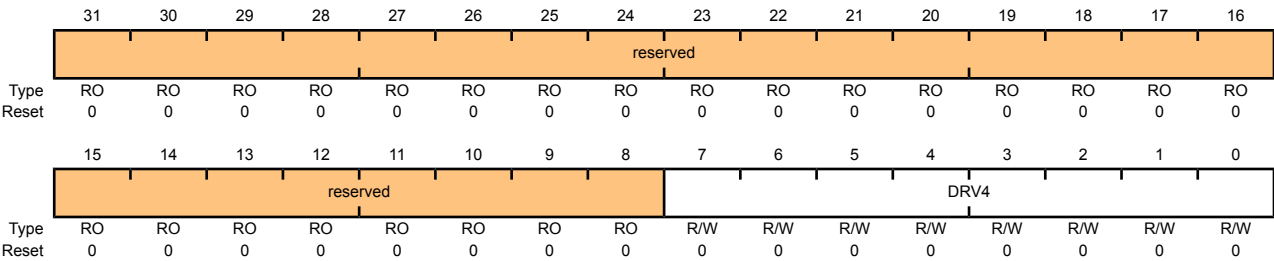 31 30 29 28 27 26 25 24 23 22 21 20 19 18 17 16
reserved
Type RO RO RO RO RO RO RO RO RO RO RO RO RO RO RO RO
Reset 0 0 0 0 0 0 0 0 0 0 0 0 0 0 0 0
15 14 13 12 11 10 9 8 7 6 5 4 3 2 1 0
reserved DRV4
Type RO RO RO RO RO RO RO RO R/W R/W R/W R/W R/W R/W R/W R/W
Reset 0 0 0 0 0 0 0 0 0 0 0 0 0 0 0 0